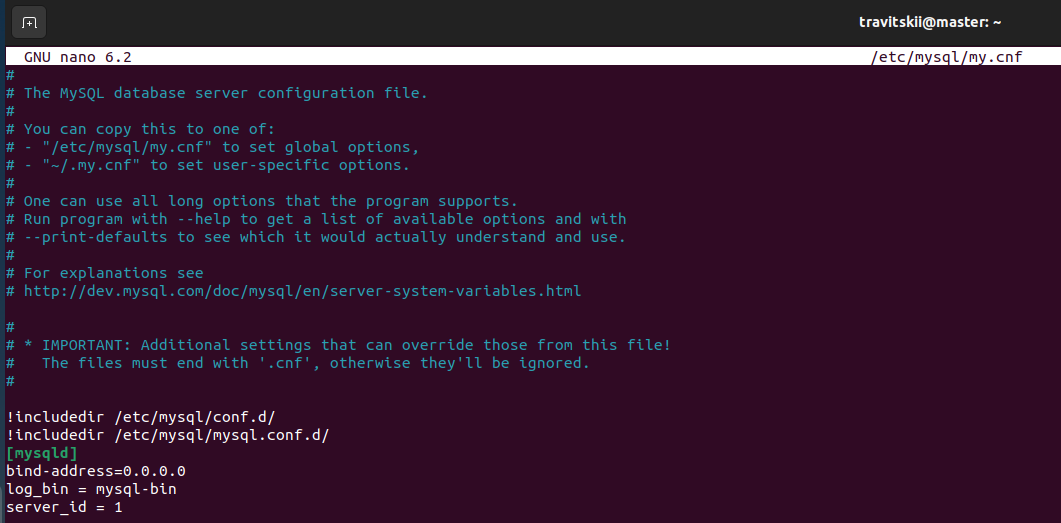 travitskii@master: ~
GNU nano 6.2 /etc/mysql/my.cnf
#
# The MySQL database server configuration file.
#
# You can copy this to one of:
# - "/etc/mysql/my.cnf" to set global options,
# - "~/.my.cnf" to set user-specific options.
#
# One can use all long options that the program supports.
# Run program with --help to get a list of available options and with
# --print-defaults to see which it would actually understand and use.
#
# For explanations see
# http://dev.mysql.com/doc/mysql/en/server-system-variables.html

#
# * IMPORTANT: Additional settings that can override those from this file!
#   The files must end with '.cnf', otherwise they'll be ignored.
#

!includedir /etc/mysql/conf.d/
!includedir /etc/mysql/mysql.conf.d/
[mysqld]
bind-address=0.0.0.0
log_bin = mysql-bin
server_id = 1